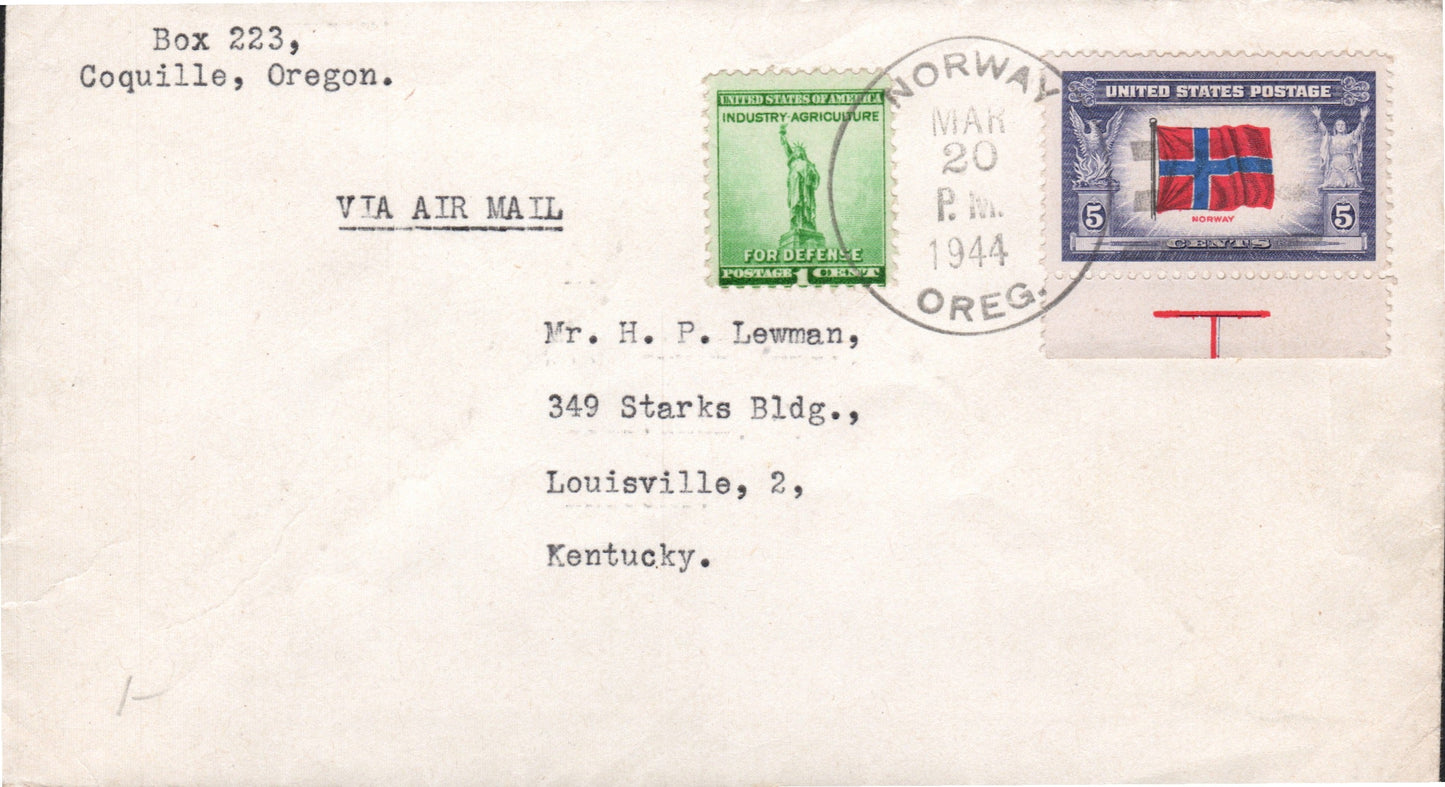 Box 223,
Coquille, Oregon.
VIA AIR MAIL
UNITED STATES OF AMERICA
INDUSTRY·AGRICULTURE
FOR DEFENSE
POSTAGE 1 CENT
NORWAY
MAR
20
P. M.
1944
OREG.
UNITED STATES POSTAGE
NORWAY
5 5
CENTS
Mr. H. P. Lewman,
349 Starks Bldg.,
Louisville, 2,
Kentucky.